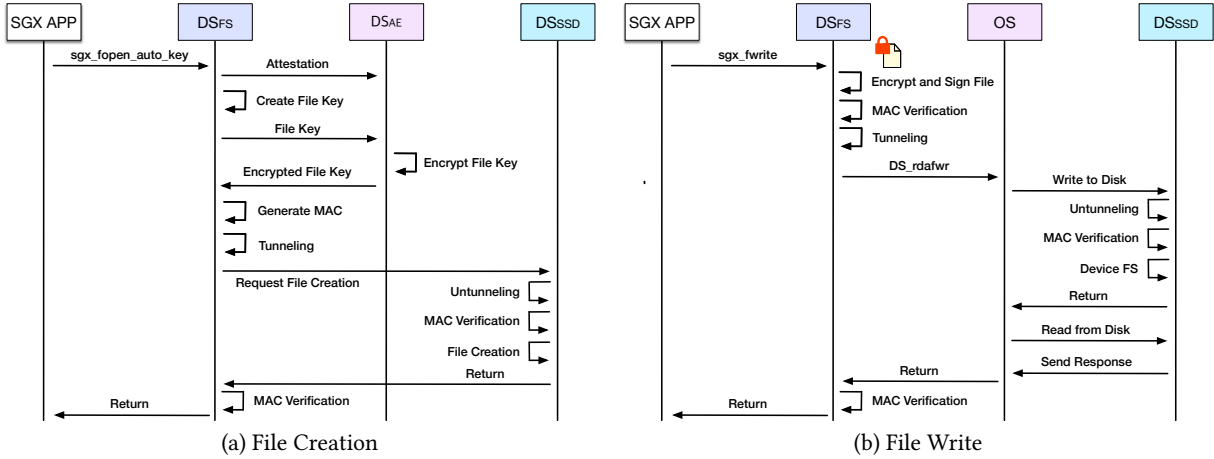 SGX APP
DSFS
DSAE
DSSSD
sgx_fopen_auto_key
Attestation
Create File Key
File Key
Encrypt File Key
Encrypted File Key
Generate MAC
Tunneling
Request File Creation
Untunneling
MAC Verification
File Creation
Return
MAC Verification
Return
(a) File Creation
SGX APP
DSFS
OS
DSSSD
sgx_fwrite
Encrypt and Sign File
MAC Verification
Tunneling
DS_rdafwr
Write to Disk
Untunneling
MAC Verification
Device FS
Return
Read from Disk
Send Response
Return
MAC Verification
Return
(b) File Write